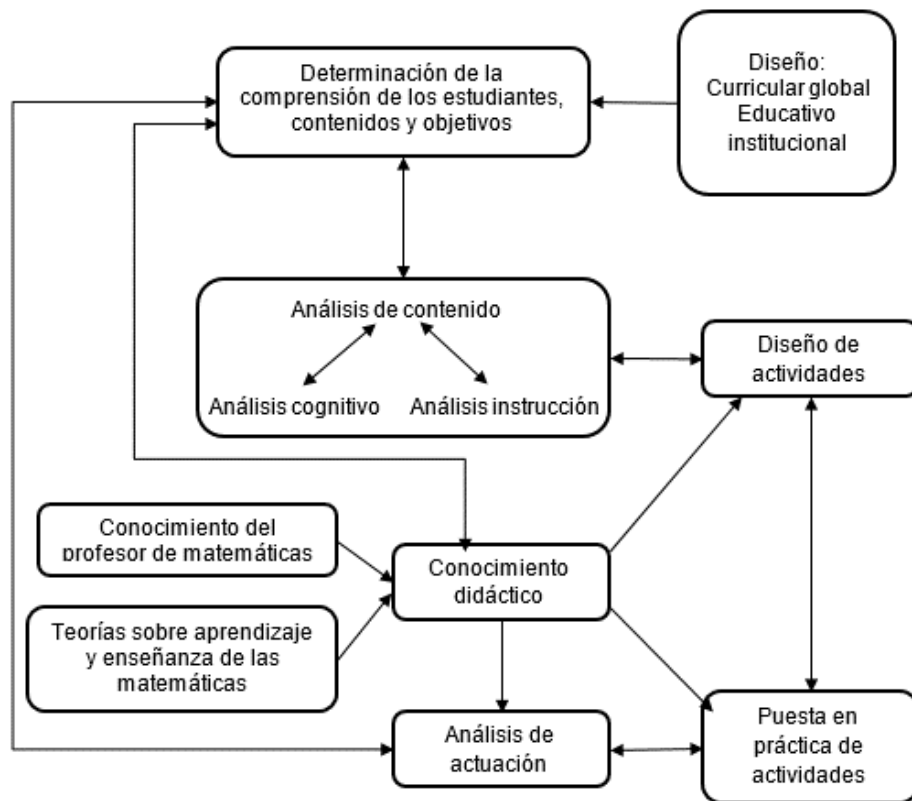 Determinación de la
comprensión de los estudiantes,
contenidos y objetivos
Diseño:
Curricular global
Educativo
institucional
Análisis de contenido
Análisis cognitivo
Análisis instrucción
Diseño de
actividades
Conocimiento del
profesor de matemáticas
Conocimiento
didáctico
Teorías sobre aprendizaje
y enseñanza de las
matemáticas
Análisis de
actuación
Puesta en
práctica de
actividades